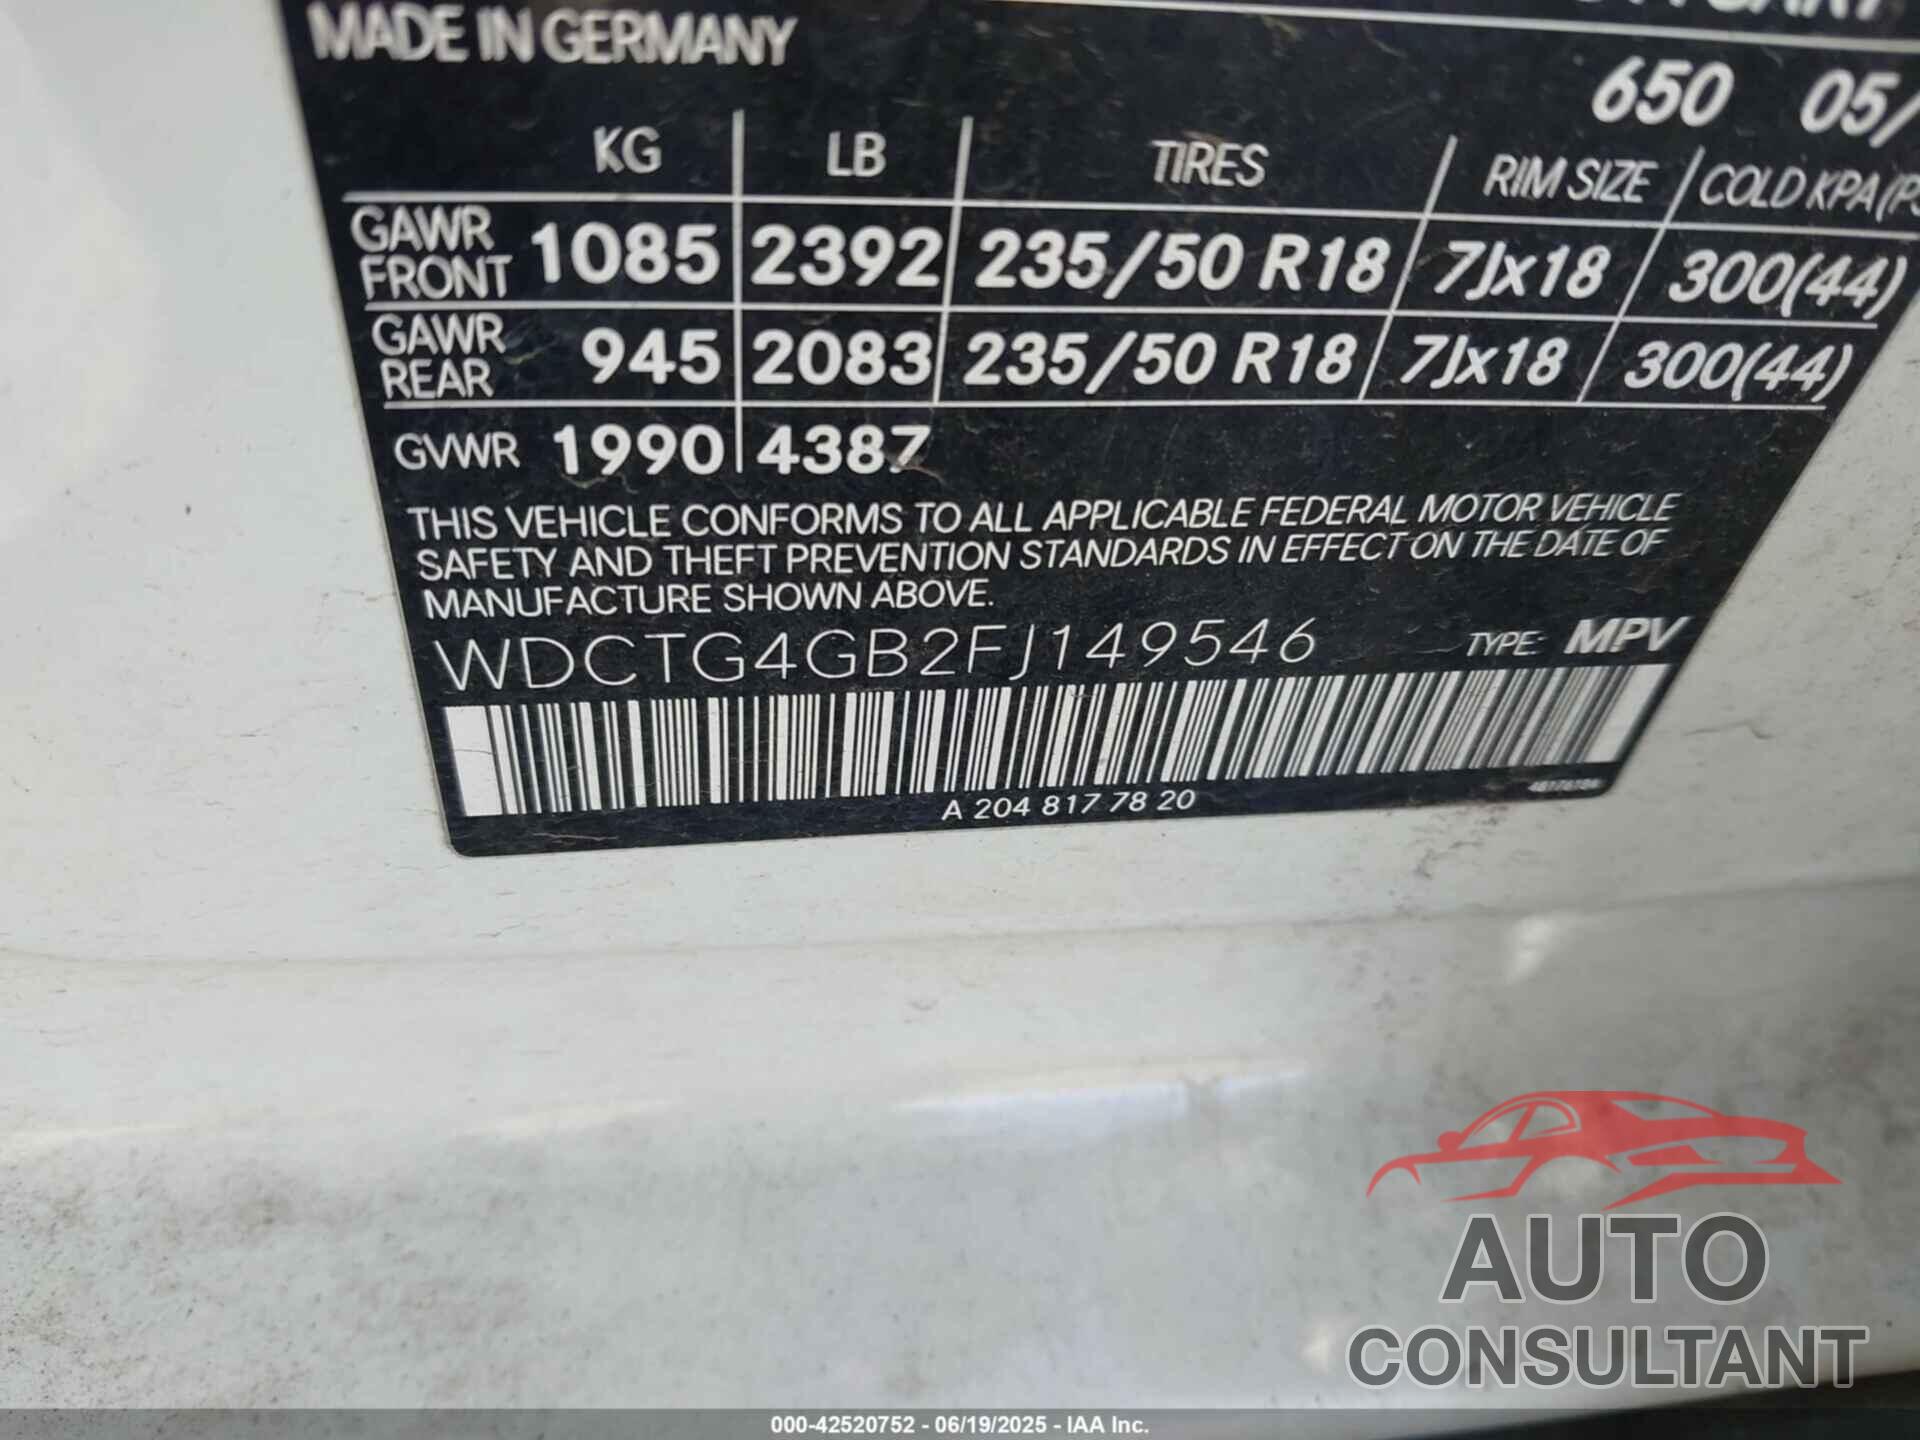 MADE IN GERMANY
650 05/
KG LB TIRES RIM SIZE COLD KPA(PS
GAWR FRONT 1085 2392 235/50 R18 7Jx18 300(44)
GAWR REAR 945 2083 235/50 R18 7Jx18 300(44)
GVWR 1990 4387
THIS VEHICLE CONFORMS TO ALL APPLICABLE FEDERAL MOTOR VEHICLE
SAFETY AND THEFT PREVENTION STANDARDS IN EFFECT ON THE DATE OF
MANUFACTURE SHOWN ABOVE.
WDCTG4GB2FJ149546 TYPE: MPV
A 204 817 78 20
AUTO
CONSULTANT
000-42520752 - 06/19/2025 - IAA Inc.